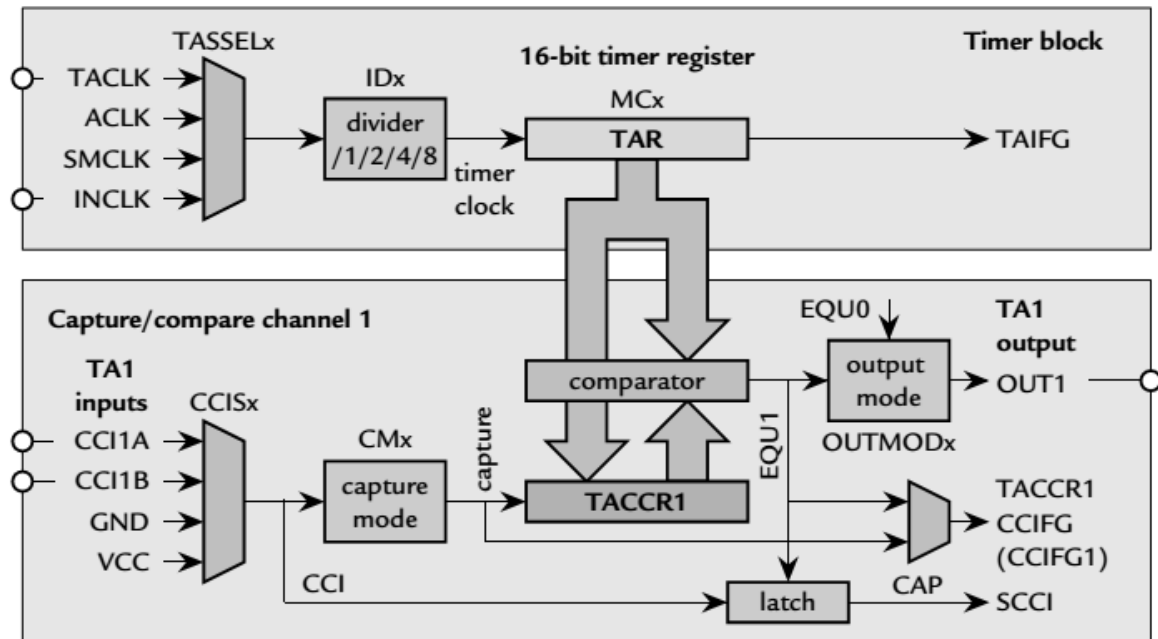 TASSELx
16-bit timer register
Timer block
TACLK
IDx
MCx
ACLK
divider
/1/2/4/8
TAR
TAIFG
SMCLK
timer
clock
INCLK
Capture/compare channel 1
EQU0
TA1
output
TA1
inputs
CCISx
comparator
output
mode
OUT1
OUTMODx
CCI1A
CMx
capture
EQU1
CCI1B
capture
mode
TACCR1
TACCR1
CCIFG
(CCIFG1)
GND
VCC
CCI
latch
CAP
SCCI